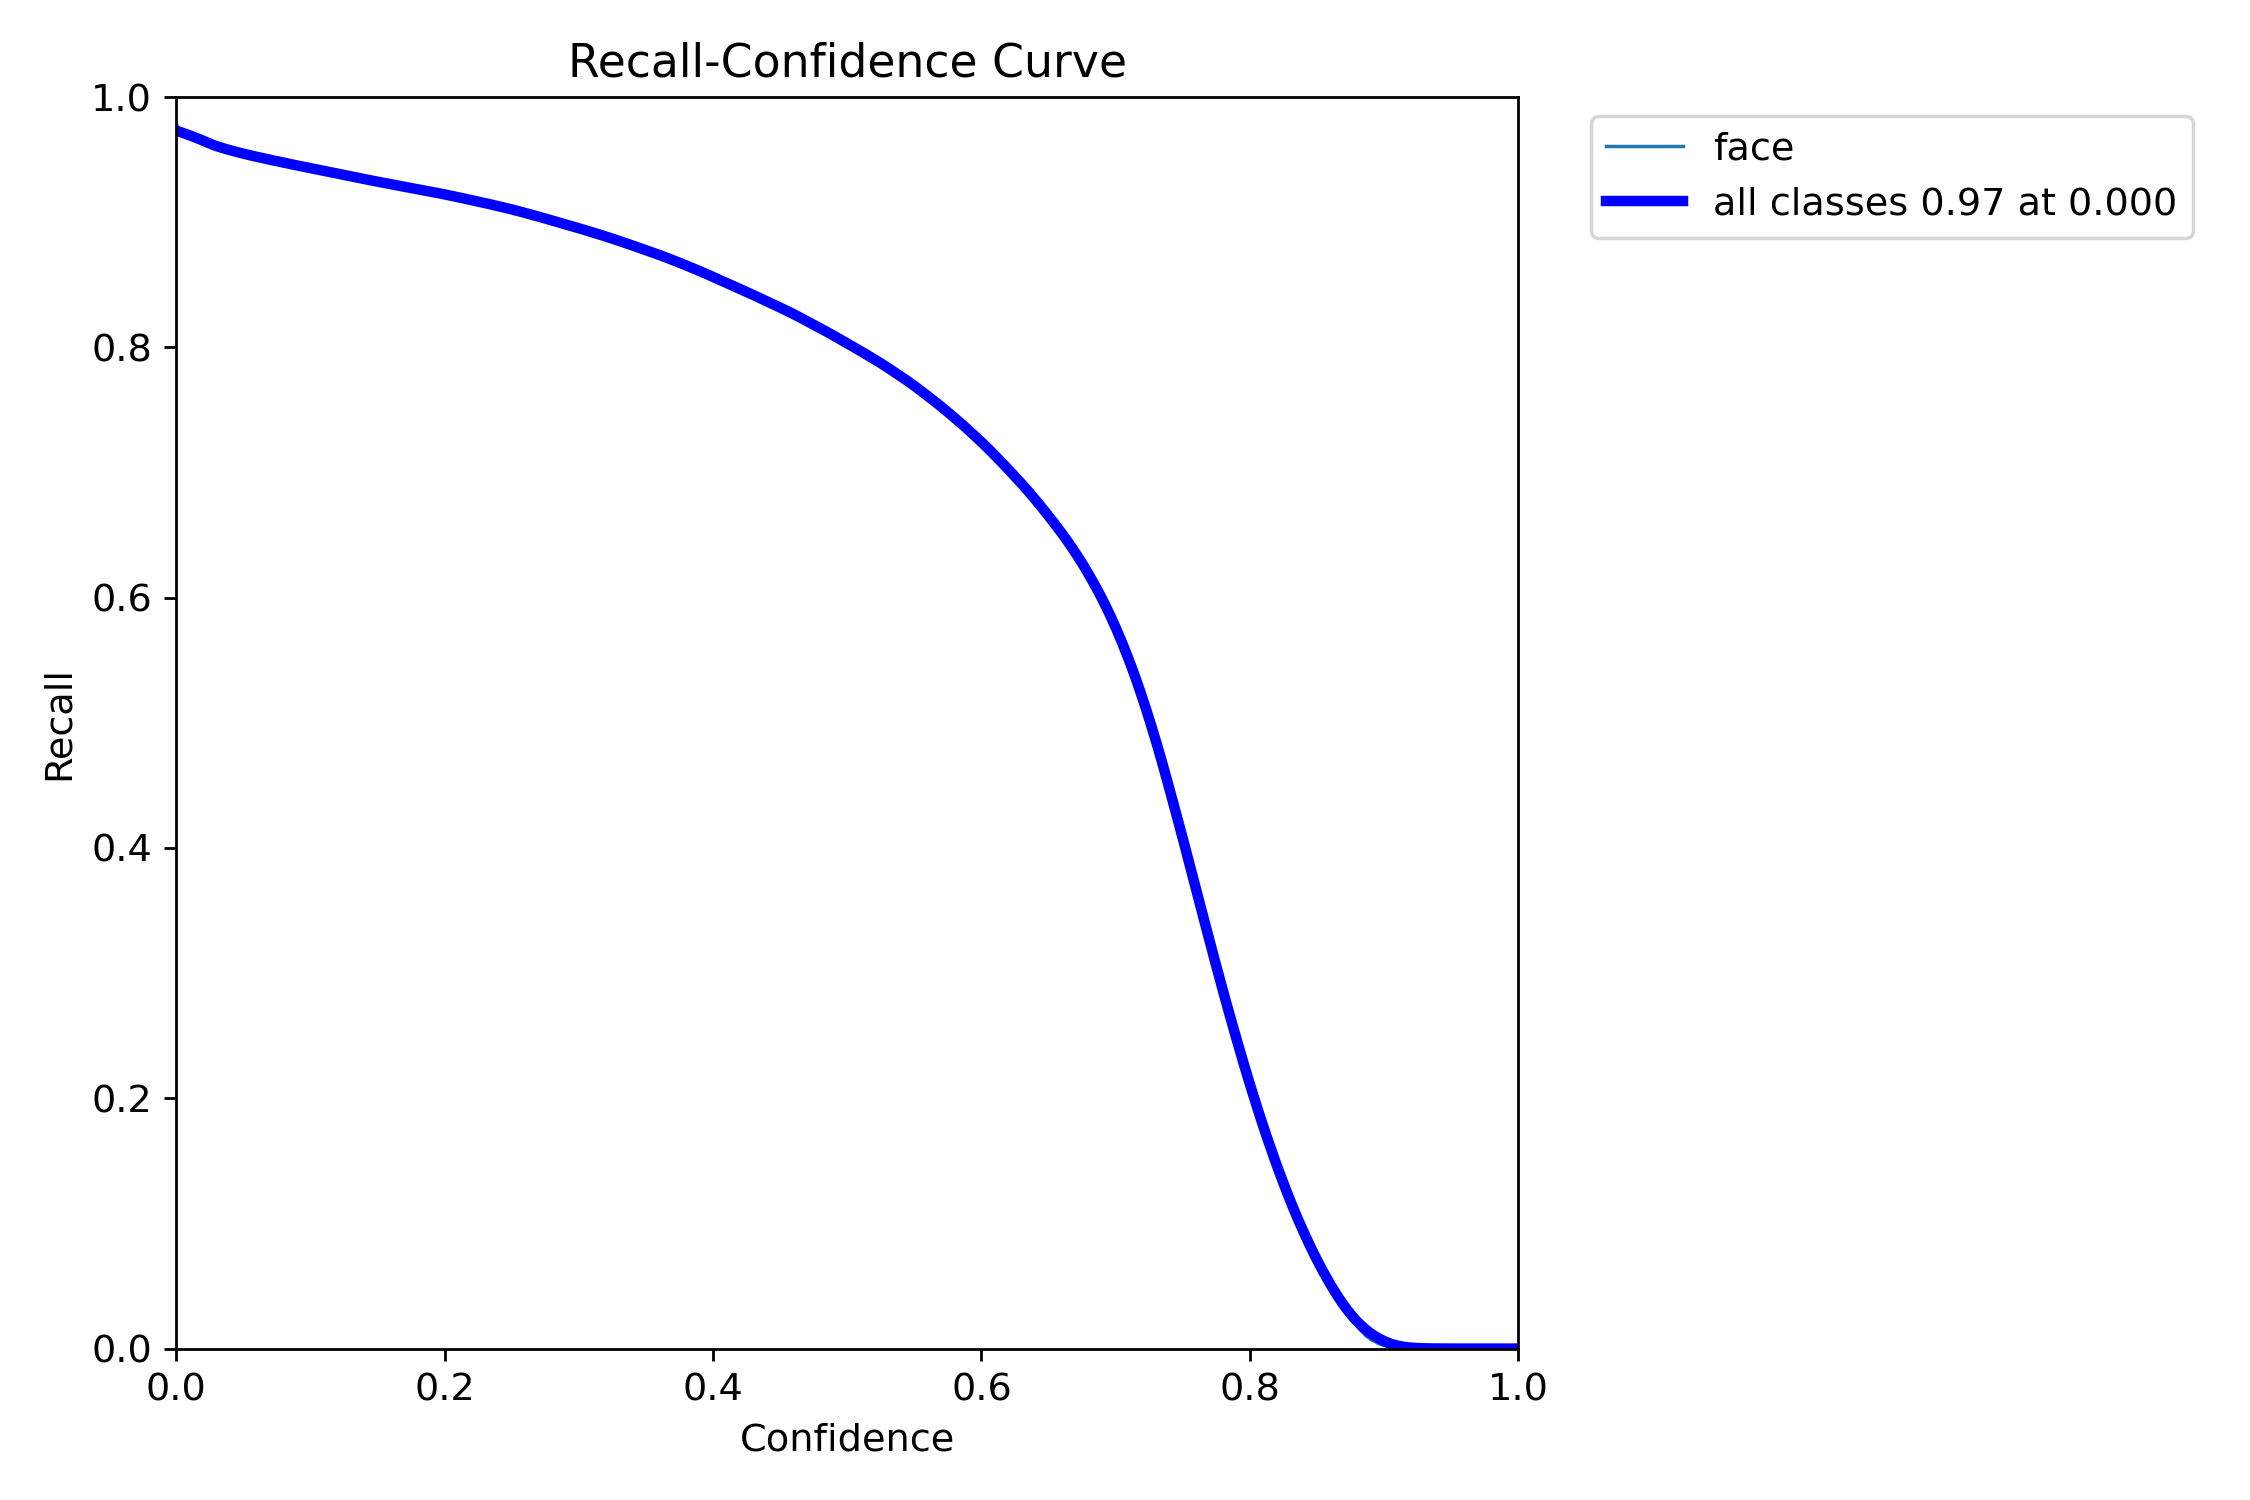 Recall-Confidence Curve
1.0
0.8
0.6
0.4
0.2
0.0
Recall
0.0 0.2 0.4 0.6 0.8 1.0
Confidence
face
all classes 0.97 at 0.000